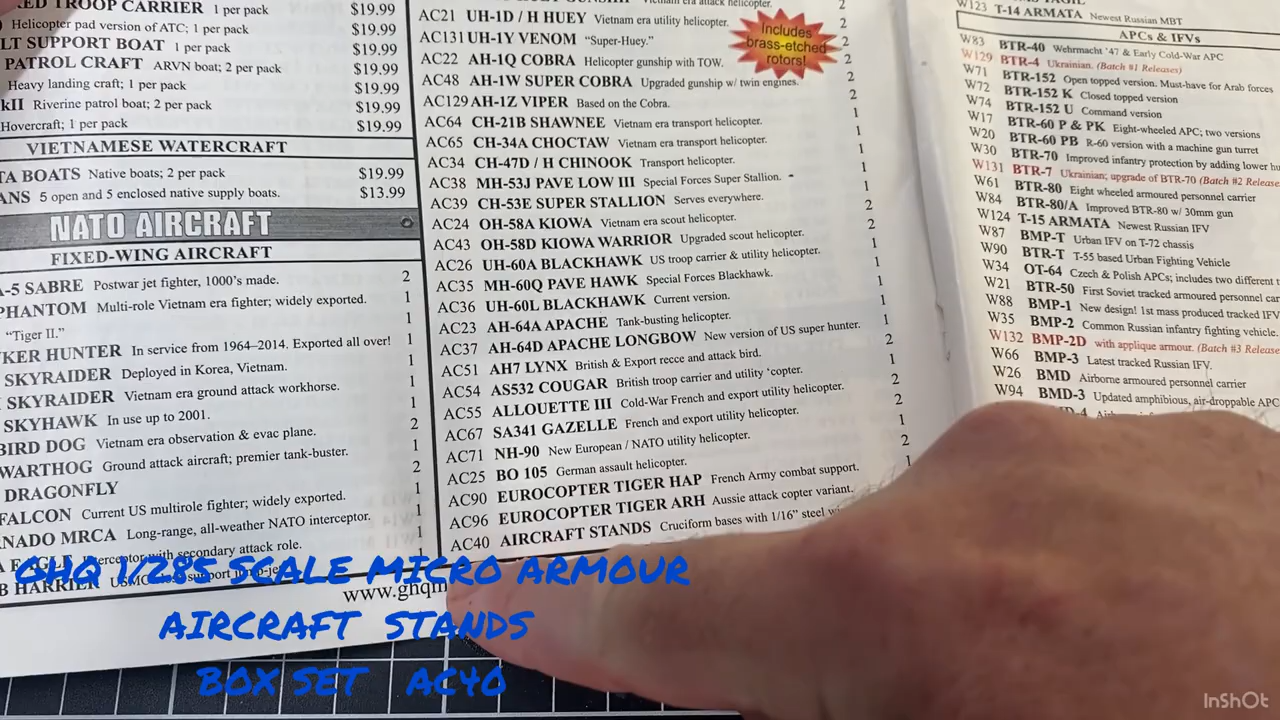 ED TROOP CARRIER 1 per pack $19.99
Helicopter pad version of ATC; 1 per pack $19.99
LT SUPPORT BOAT 1 per pack $19.99
PATROL CRAFT ARVN boat; 2 per pack $19.99
Heavy landing craft; 1 per pack $19.99
kII Riverine patrol boat; 2 per pack $19.99
Hovercraft; 1 per pack $19.99
VIETNAMESE WATERCRAFT
TA BOATS Native boats; 2 per pack $19.99
ANS 5 open and 5 enclosed native supply boats. $13.99
NATO AIRCRAFT
FIXED-WING AIRCRAFT
A-5 SABRE Postwar jet fighter, 1000's made. 2
PHANTOM Multi-role Vietnam era fighter; widely exported. 1
"Tiger II." 1
KER HUNTER In service from 1964–2014. Exported all over! 1
SKYRAIDER Deployed in Korea, Vietnam. 1
SKYRAIDER Vietnam era ground attack workhorse. 1
SKYHAWK In use up to 2001. 1
BIRD DOG Vietnam era observation & evac plane. 2
WARTHOG Ground attack aircraft; premier tank-buster. 1
DRAGONFLY 2
FALCON Current US multirole fighter; widely exported. 1
NADO MRCA Long-range, all-weather NATO interceptor. 1
EAGLE Interceptor with secondary attack role.
B HARRIER USMC
www.ghqm
AC21 UH-1D / H HUEY Vietnam era utility helicopter. 2
AC131 UH-1Y VENOM "Super-Huey." 2
AC22 AH-1Q COBRA Helicopter gunship with TOW. 2
AC48 AH-1W SUPER COBRA Upgraded gunship w/ twin engines. 2
AC129 AH-1Z VIPER Based on the Cobra. 2
AC64 CH-21B SHAWNEE Vietnam era transport helicopter. 1
AC65 CH-34A CHOCTAW Vietnam era transport helicopter. 1
AC34 CH-47D / H CHINOOK Transport helicopter. 1
AC38 MH-53J PAVE LOW III Special Forces Super Stallion. 1
AC39 CH-53E SUPER STALLION Serves everywhere. 1
AC24 OH-58A KIOWA Vietnam era scout helicopter. 2
AC43 OH-58D KIOWA WARRIOR Upgraded scout helicopter. 2
AC26 UH-60A BLACKHAWK US troop carrier & utility helicopter. 1
AC35 MH-60Q PAVE HAWK Special Forces Blackhawk. 1
AC36 UH-60L BLACKHAWK Current version. 1
AC23 AH-64A APACHE Tank-busting helicopter. 1
AC37 AH-64D APACHE LONGBOW New version of US super hunter. 1
AC51 AH7 LYNX British & Export recce and attack bird. 2
AC54 AS532 COUGAR British troop carrier and utility 'copter. 1
AC55 ALLOUETTE III Cold-War French and export utility helicopter. 2
AC67 SA341 GAZELLE French and export utility helicopter. 2
AC71 NH-90 New European / NATO utility helicopter. 1
AC25 BO 105 German assault helicopter. 2
AC90 EUROCOPTER TIGER HAP French Army combat support. 1
AC96 EUROCOPTER TIGER ARH Aussie attack copter variant.
AC40 AIRCRAFT STANDS Cruciform bases with 1/16" steel
Includes
brass-etched
rotors!
W123 T-14 ARMATA Newest Russian MBT
APCs & IFVs
W83 BTR-40 Wehrmacht '47 & Early Cold-War APC
W129 BTR-4 Ukrainian. (Batch #1 Releases)
W71 BTR-152 Open topped version. Must-have for Arab forces
W72 BTR-152 K Closed topped version
W74 BTR-152 U Command version
W17 BTR-60 P & PK Eight-wheeled APC; two versions
W20 BTR-60 PB R-60 version with a machine gun turret
W30 BTR-70 Improved infantry protection by adding lower
W131 BTR-7 Ukrainian; upgrade of BTR-70 (Batch #2 Release
W61 BTR-80 Eight wheeled armoured personnel carrier
W84 BTR-80/A Improved BTR-80 w/ 30mm gun
W124 T-15 ARMATA Newest Russian IFV
W87 BMP-T Urban IFV on T-72 chassis
W90 BTR-T T-55 based Urban Fighting Vehicle
W34 OT-64 Czech & Polish APCs; includes two different
W21 BTR-50 First Soviet tracked armoured personnel
W88 BMP-1 New design! 1st mass produced tracked IFV
W35 BMP-2 Common Russian infantry fighting vehicle.
W132 BMP-2D with applique armour. (Batch #3 Release
W66 BMP-3 Latest tracked Russian IFV.
W26 BMD Airborne armoured personnel carrier
W94 BMD-3 Updated amphibious, air-droppable APC
GHQ 1/285 SCALE MICRO ARMOUR
AIRCRAFT STANDS
BOX SET AC40
InShOt